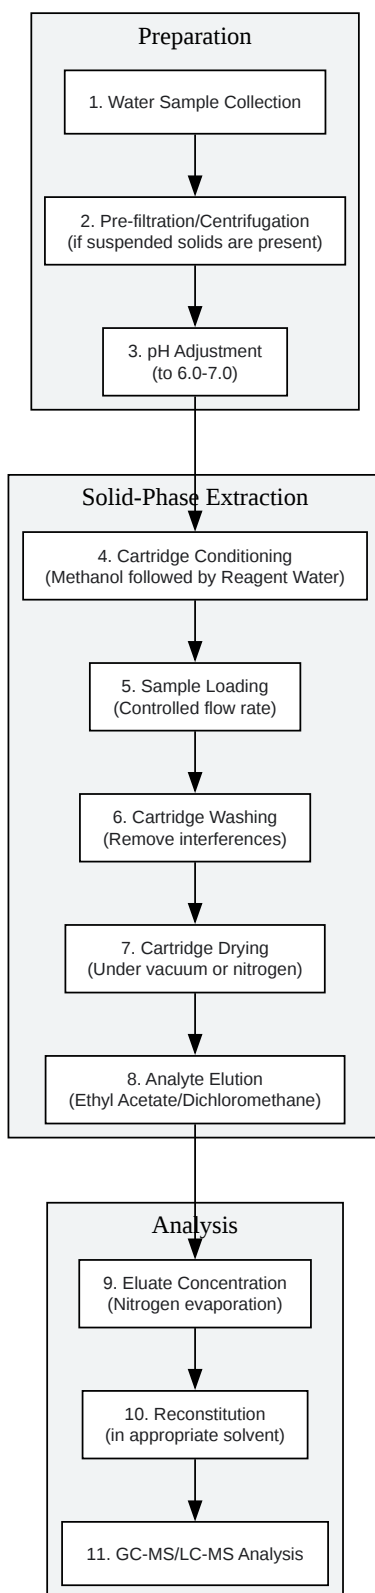 Preparation
1. Water Sample Collection
2. Pre-filtration/Centrifugation
(if suspended solids are present)
3. pH Adjustment
(to 6.0-7.0)
Solid-Phase Extraction
4. Cartridge Conditioning
(Methanol followed by Reagent Water)
5. Sample Loading
(Controlled flow rate)
6. Cartridge Washing
(Remove interferences)
7. Cartridge Drying
(Under vacuum or nitrogen)
8. Analyte Elution
(Ethyl Acetate/Dichloromethane)
Analysis
9. Eluate Concentration
(Nitrogen evaporation)
10. Reconstitution
(in appropriate solvent)
11. GC-MS/LC-MS Analysis